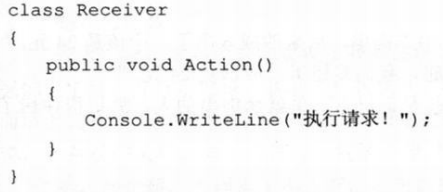 class Receiver
{
    public void Action()
    {
        Console.WriteLine("执行请求！");
    }
}